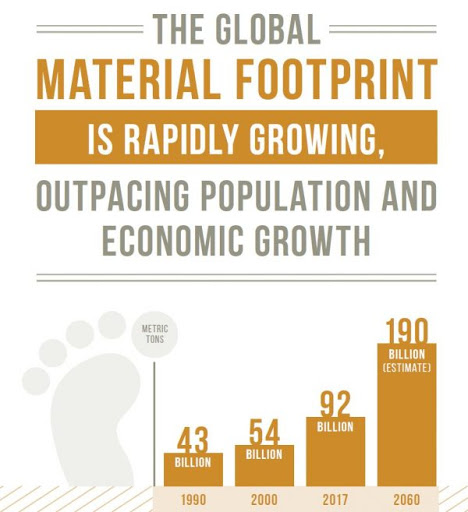 THE GLOBAL
MATERIAL FOOTPRINT
IS RAPIDLY GROWING,
OUTPACING POPULATION AND
ECONOMIC GROWTH
METRIC
TONS
43
BILLION
54
BILLION
92
BILLION
190
BILLION
(ESTIMATE)
1990 2000 2017 2060